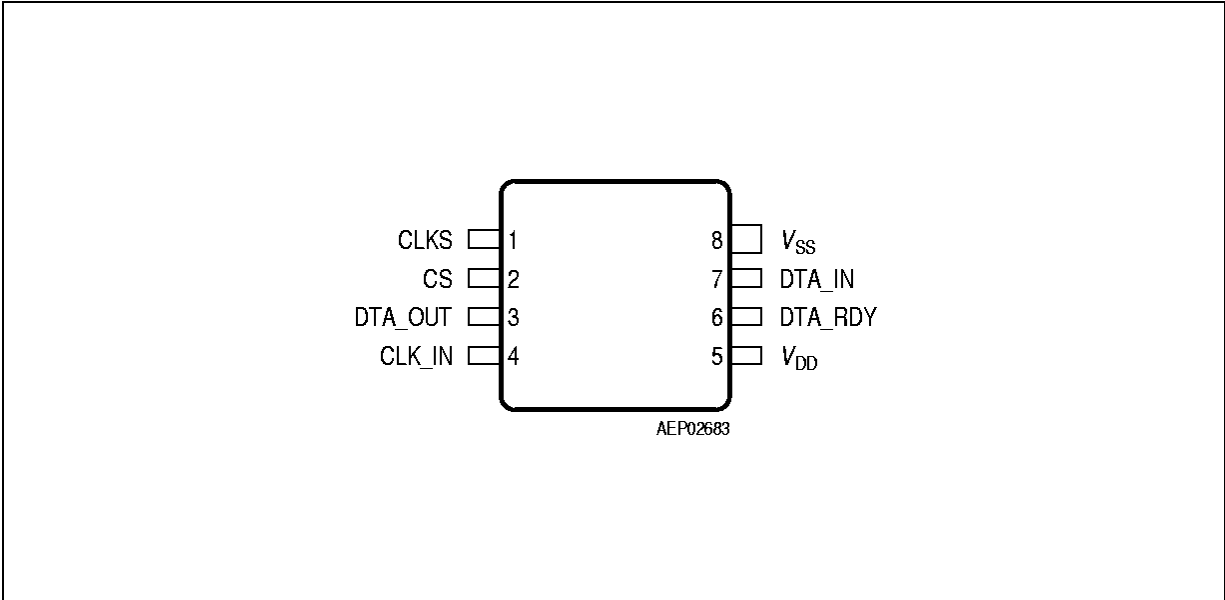 CLKS 1 8 VSS
CS 2 7 DTA_IN
DTA_OUT 3 6 DTA_RDY
CLK_IN 4 5 VDD
AEP02683